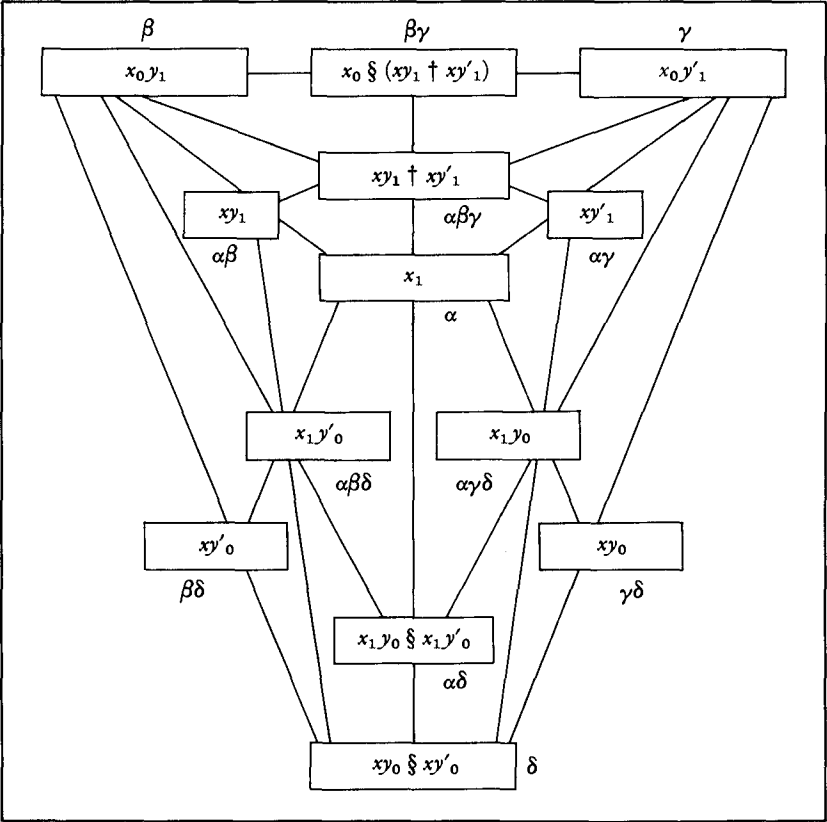 β βγ γ
x₀y₁ x₀ § (xy₁ † xy′₁) x₀y′₁
xy₁ † xy′₁
αβγ
xy₁ xy′₁
αβ αγ
x₁
α
x₁y′₀ x₁y₀
αβδ αγδ
xy′₀ xy₀
βδ γδ
x₁y₀ § x₁y′₀
αδ
xy₀ § xy′₀ δ